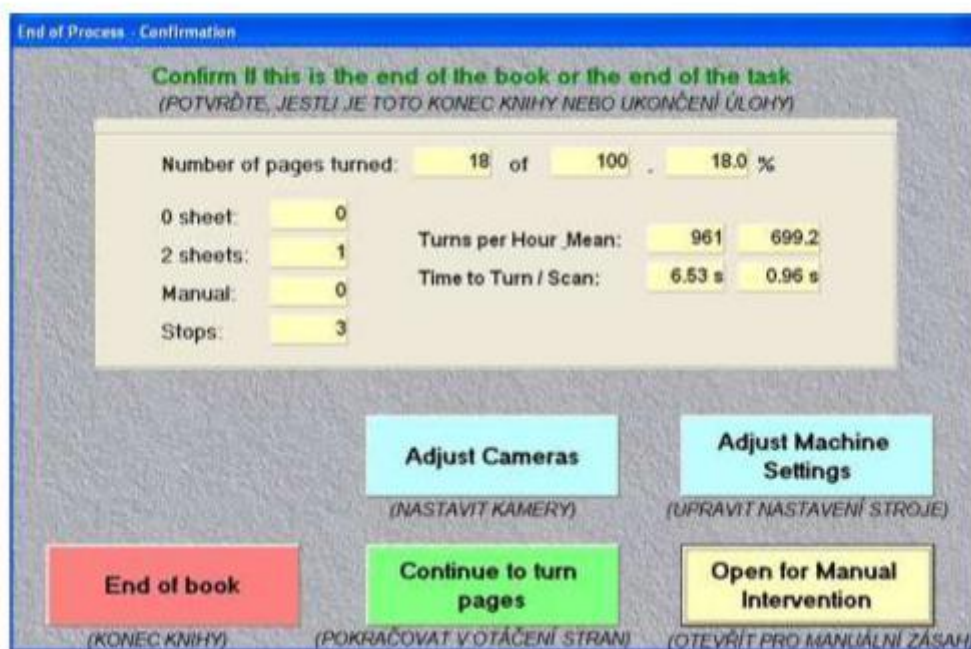 End of Process - Confirmation
Confirm If this is the end of the book or the end of the task
(POTVRĎTE, JESTLI JE TOTO KONEC KNIHY NEBO UKONČENÍ ÚLOHY)
Number of pages turned: 18 of 100 , 18.0 %
0 sheet: 0
2 sheets: 1
Turns per Hour ,Mean: 961 699.2
Manual: 0
Time to Turn / Scan: 6.53 s 0.96 s
Stops: 3
Adjust Cameras
(NASTAVIT KAMERY)
Adjust Machine
Settings
(UPRAVIT NASTAVENÍ STROJE)
End of book
(KONEC KNIHY)
Continue to turn
pages
(POKRAČOVAT V OTÁČENÍ STRAN)
Open for Manual
Intervention
(OTEVŘÍT PRO MANUÁLNÍ ZÁSAH)